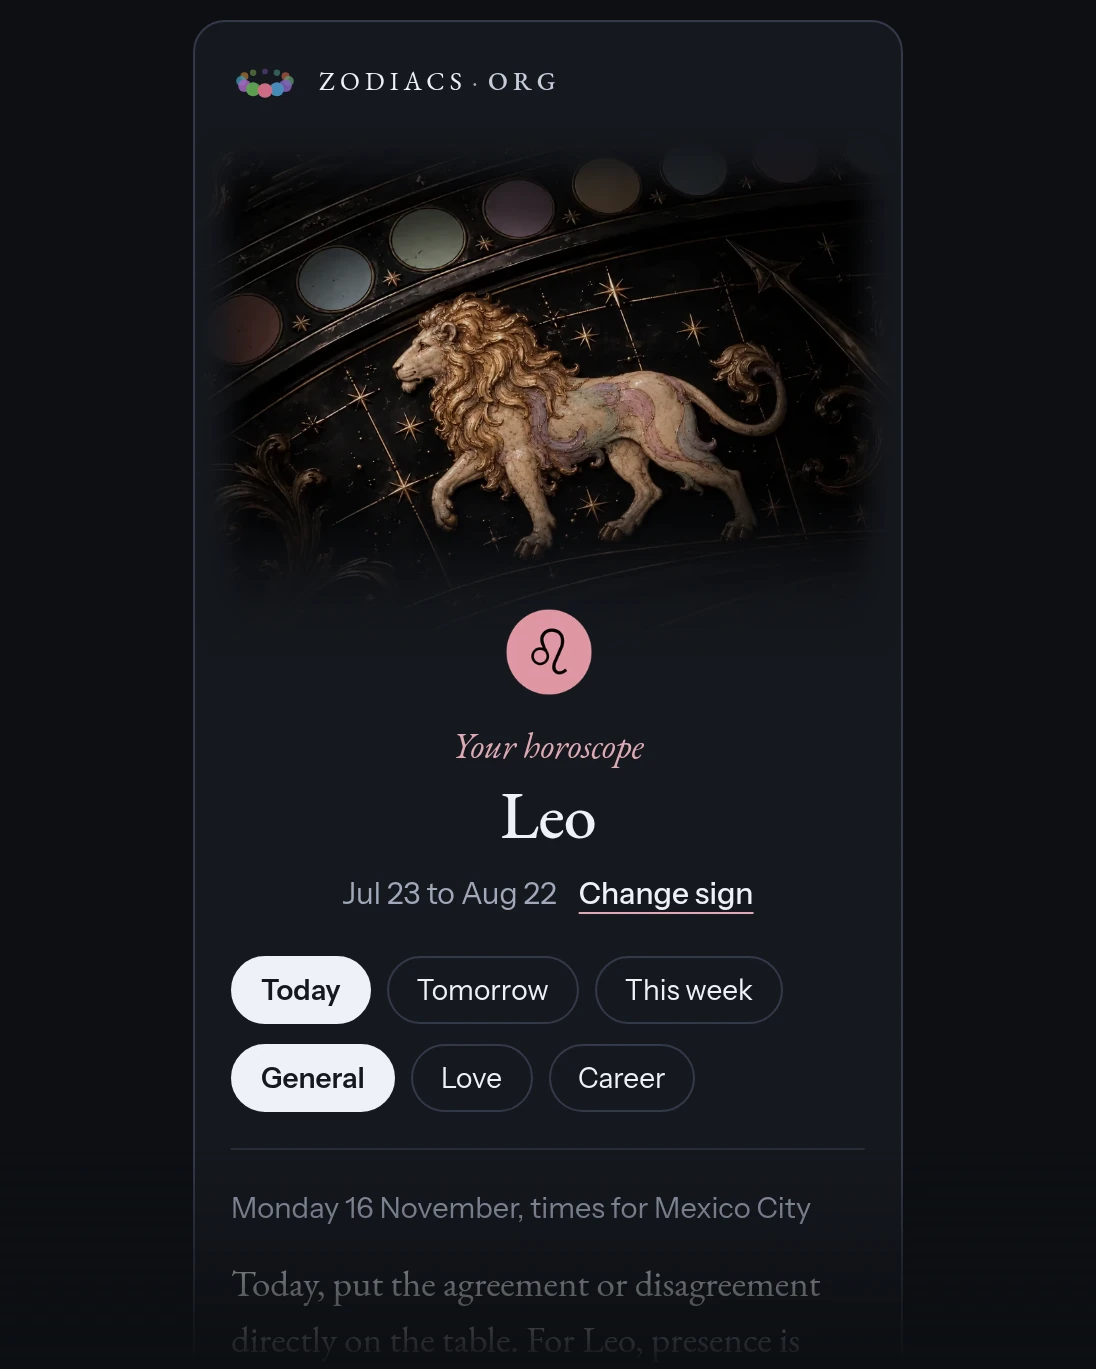 ZODIACS · ORG
♌
Your horoscope
Leo
Jul 23 to Aug 22 Change sign
Today Tomorrow This week
General Love Career
Monday 16 November, times for Mexico City
Today, put the agreement or disagreement
directly on the table. For Leo, presence is